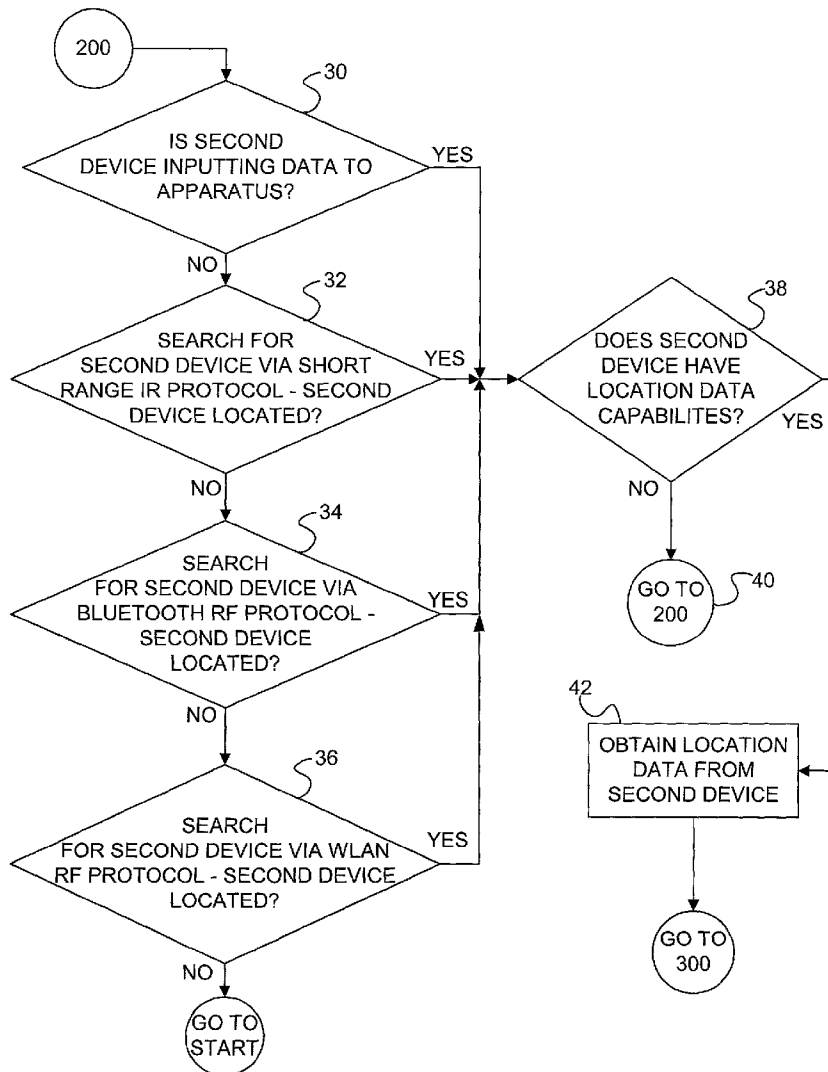 200
30
IS SECOND
DEVICE INPUTTING DATA TO
APPARATUS?
YES
NO
32
SEARCH FOR
SECOND DEVICE VIA SHORT
RANGE IR PROTOCOL - SECOND
DEVICE LOCATED?
YES
NO
34
SEARCH
FOR SECOND DEVICE VIA
BLUETOOTH RF PROTOCOL -
SECOND DEVICE
LOCATED?
YES
NO
36
SEARCH
FOR SECOND DEVICE VIA WLAN
RF PROTOCOL - SECOND DEVICE
LOCATED?
YES
NO
GO TO
START
38
DOES SECOND
DEVICE HAVE
LOCATION DATA
CAPABILITES?
YES
NO
GO TO
200
40
42
OBTAIN LOCATION
DATA FROM
SECOND DEVICE
GO TO
300